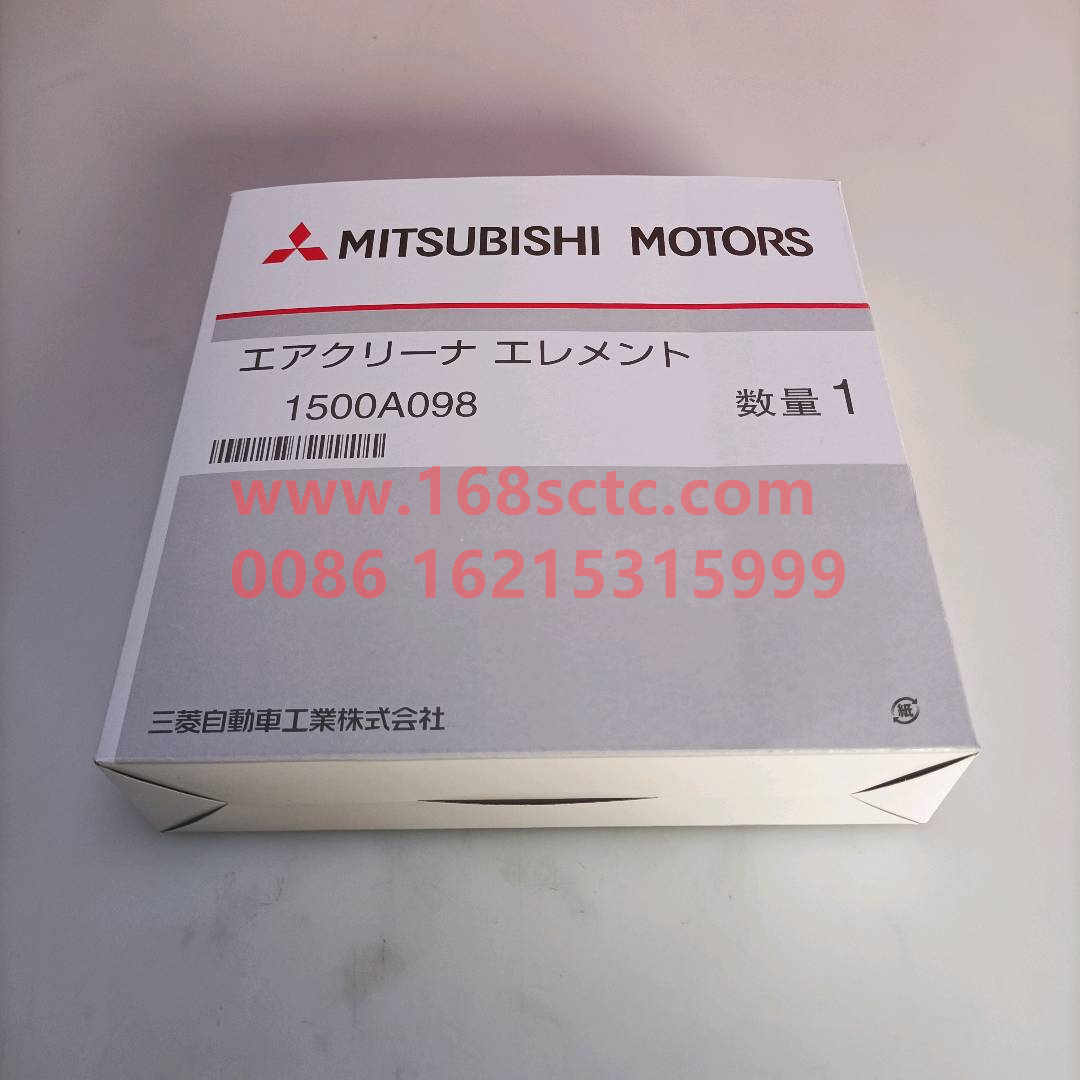 MITSUBISHI MOTORS
エアクリーナ エレメント
1500A098
数量 1
www.168sctc.com
0086 16215315999
三菱自動車工業株式会社
紙